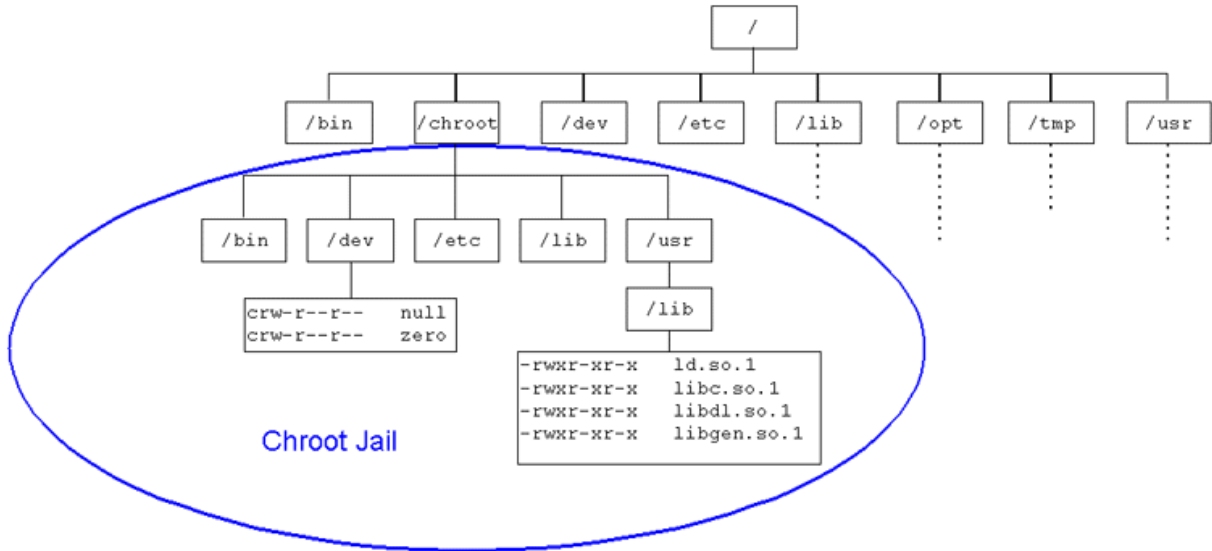 /
/bin /chroot /dev /etc /lib /opt /tmp /usr
/bin /dev /etc /lib /usr
crw-r--r-- null
crw-r--r-- zero
/lib
-rwxr-xr-x ld.so.1
-rwxr-xr-x libc.so.1
-rwxr-xr-x libdl.so.1
-rwxr-xr-x libgen.so.1
Chroot Jail